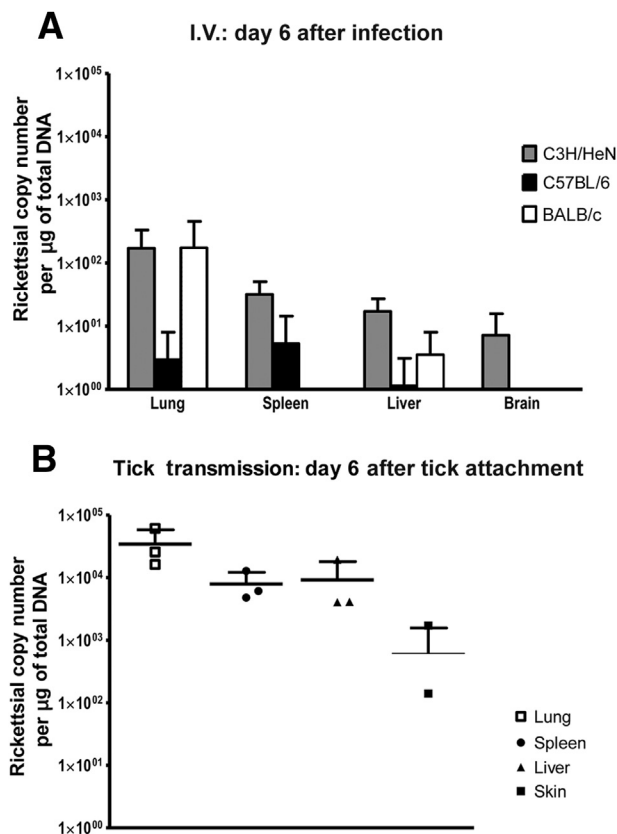 A
I.V.: day 6 after infection
Rickettsial copy number
per µg of total DNA
1×10⁰⁵
1×10⁰⁴
1×10⁰³
1×10⁰²
1×10⁰¹
1×10⁰⁰
C3H/HeN
C57BL/6
BALB/c
Lung Spleen Liver Brain
B
Tick transmission: day 6 after tick attachment
Rickettsial copy number
per µg of total DNA
1×10⁰⁵
1×10⁰⁴
1×10⁰³
1×10⁰²
1×10⁰¹
1×10⁰⁰
Lung
Spleen
Liver
Skin